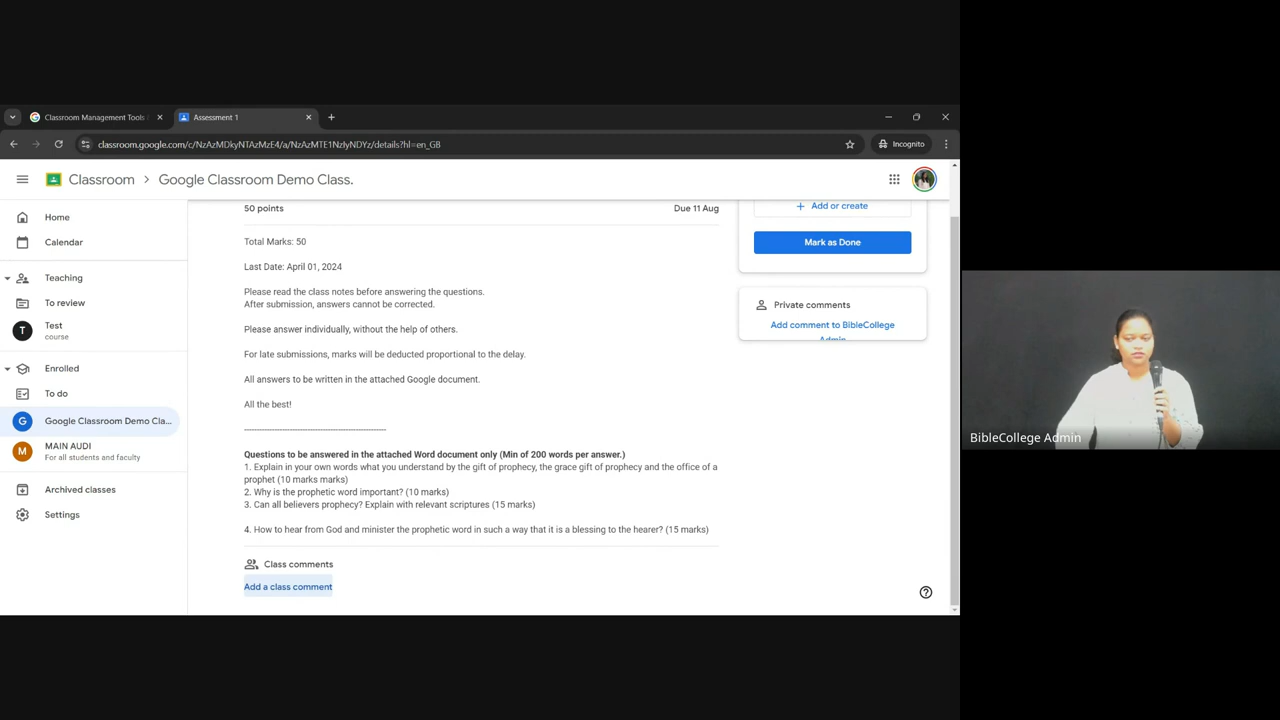 Classroom Management Tools
Assessment 1
classroom.google.com/c/NzAzMDkyNTAzMzE4/a/NzAzMTE1NzIyNDYz/details?hl=en_GB
Incognito
Classroom > Google Classroom Demo Class.
Home
Calendar
Teaching
To review
T
Test
course
Enrolled
To do
G
Google Classroom Demo Cla...
M
MAIN AUDI
For all students and faculty
Archived classes
Settings
50 points
Due 11 Aug
Total Marks: 50
Last Date: April 01, 2024
Please read the class notes before answering the questions.
After submission, answers cannot be corrected.
Please answer individually, without the help of others.
For late submissions, marks will be deducted proportional to the delay.
All answers to be written in the attached Google document.
All the best!
--------------------------------------------------------
Questions to be answered in the attached Word document only (Min of 200 words per answer.)
1. Explain in your own words what you understand by the gift of prophecy, the grace gift of prophecy and the office of a
prophet (10 marks marks)
2. Why is the prophetic word important? (10 marks)
3. Can all believers prophecy? Explain with relevant scriptures (15 marks)
4. How to hear from God and minister the prophetic word in such a way that it is a blessing to the hearer? (15 marks)
Class comments
Add a class comment
+ Add or create
Mark as Done
Private comments
Add comment to BibleCollege
Admin
BibleCollege Admin